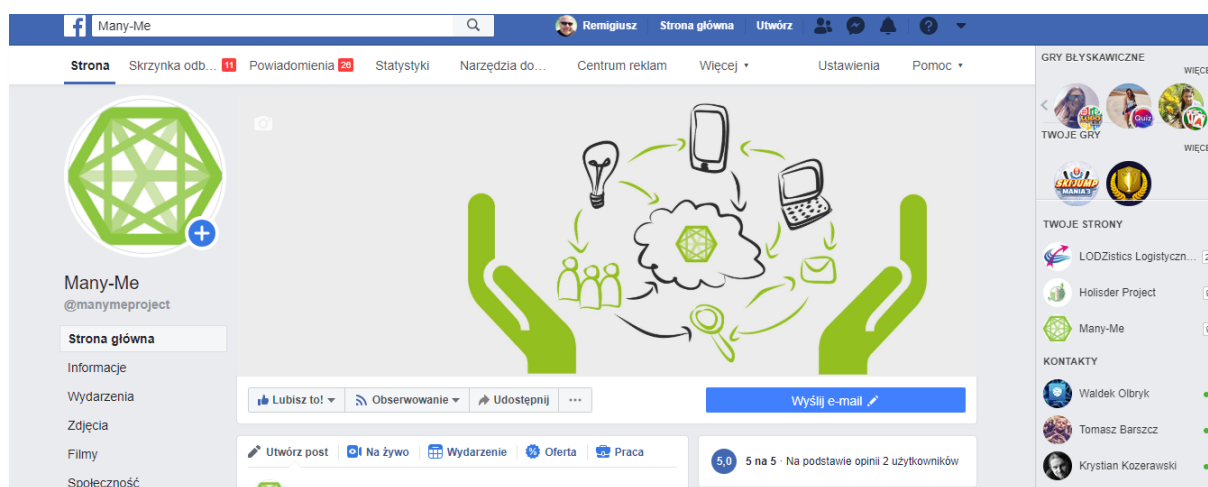 Many-Me
Remigiusz Strona główna Utwórz
Strona Skrzynka odb... 11 Powiadomienia 26 Statystyki Narzędzia do... Centrum reklam Więcej Ustawienia Pomoc
Many-Me
@manymeproject
Strona główna
Informacje
Wydarzenia
Zdjęcia
Filmy
Społeczność
Lubisz to! Obserwowanie Udostępnij ...
Wyślij e-mail
Utwórz post Na żywo Wydarzenie Oferta Praca
5,0 5 na 5 · Na podstawie opinii 2 użytkowników
GRY BŁYSKAWICZNE
Quiz
TWOJE GRY
SKIJUMP
MANIA
TWOJE STRONY
LODZistics Logistyczn...
Holisder Project
Many-Me
KONTAKTY
Waldek Olbryk
Tomasz Barszcz
Krystian Kozerawski